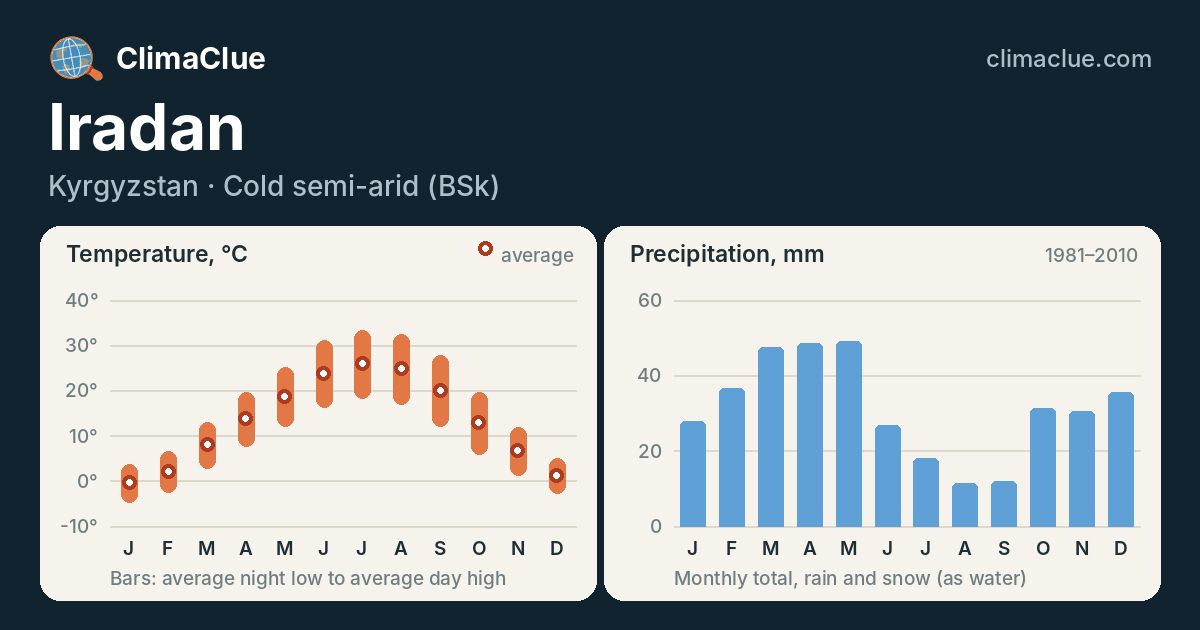 ClimaClue
climaclue.com
Iradan
Kyrgyzstan · Cold semi-arid (BSk)
Temperature, °C
average
40°
30°
20°
10°
0°
-10°
J F M A M J J A S O N D
Bars: average night low to average day high
Precipitation, mm
1981–2010
60
40
20
0
J F M A M J J A S O N D
Monthly total, rain and snow (as water)